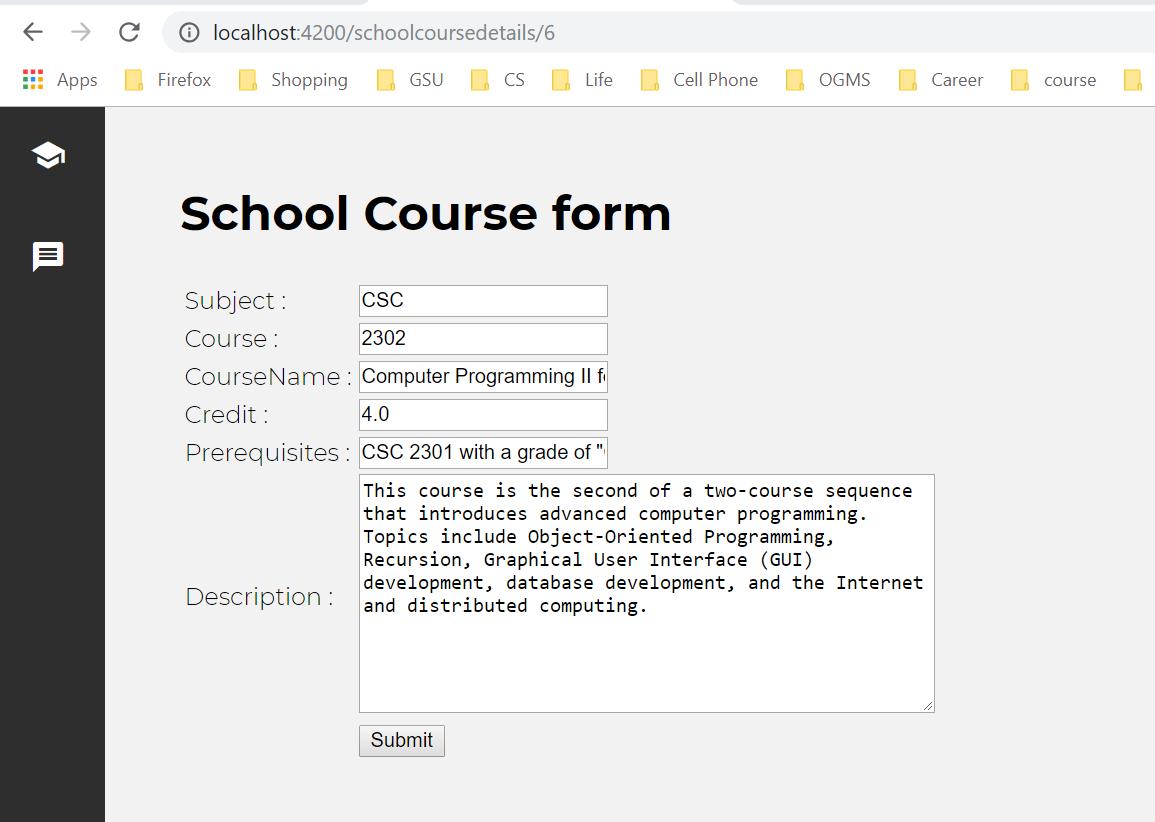 localhost:4200/schoolcoursedetails/6
Apps Firefox Shopping GSU CS Life Cell Phone OGMS Career course
School Course form
Subject : CSC
Course : 2302
CourseName : Computer Programming II
Credit : 4.0
Prerequisites : CSC 2301 with a grade of "
Description :
This course is the second of a two-course sequence
that introduces advanced computer programming.
Topics include Object-Oriented Programming,
Recursion, Graphical User Interface (GUI)
development, database development, and the Internet
and distributed computing.
Submit